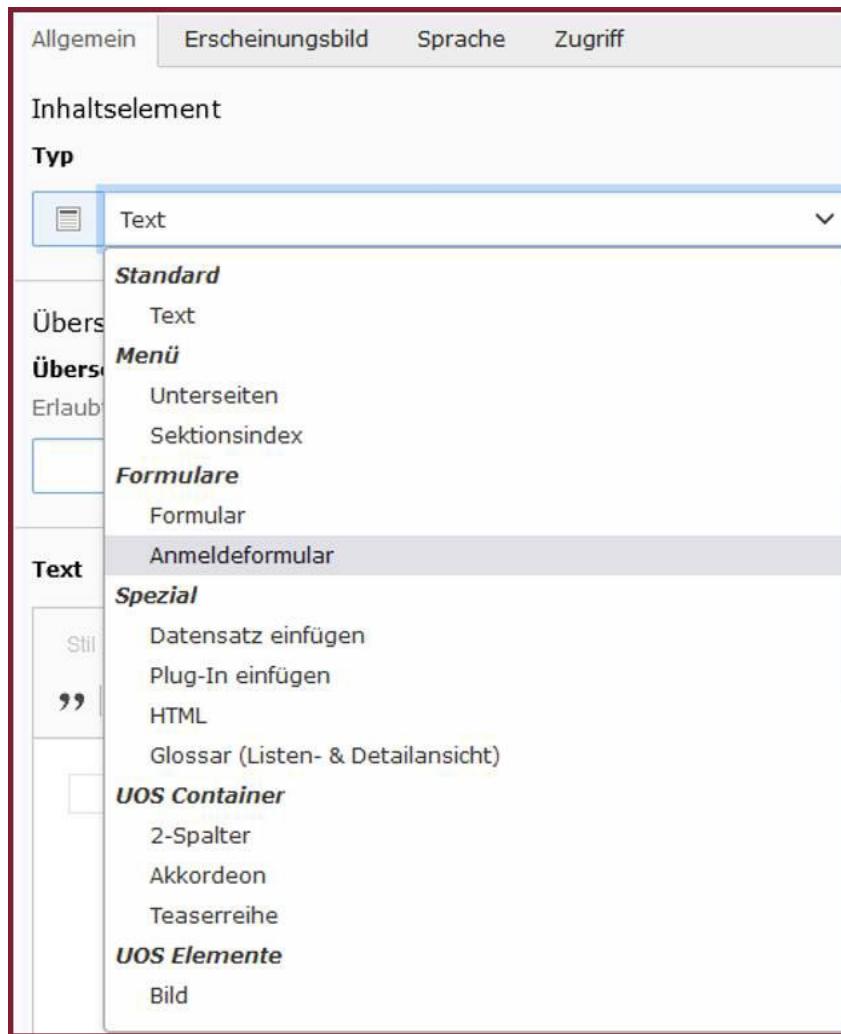 Allgemein Erscheinungsbild Sprache Zugriff
Inhaltselement
Typ
Text
Standard
Text
Menü
Unterseiten
Sektionsindex
Formulare
Formular
Anmeldeformular
Spezial
Datensatz einfügen
Plug-In einfügen
HTML
Glossar (Listen- & Detailansicht)
UOS Container
2-Spalter
Akkordeon
Teaserreihe
UOS Elemente
Bild
Übers
Übers
Erlaub
Text
Stil